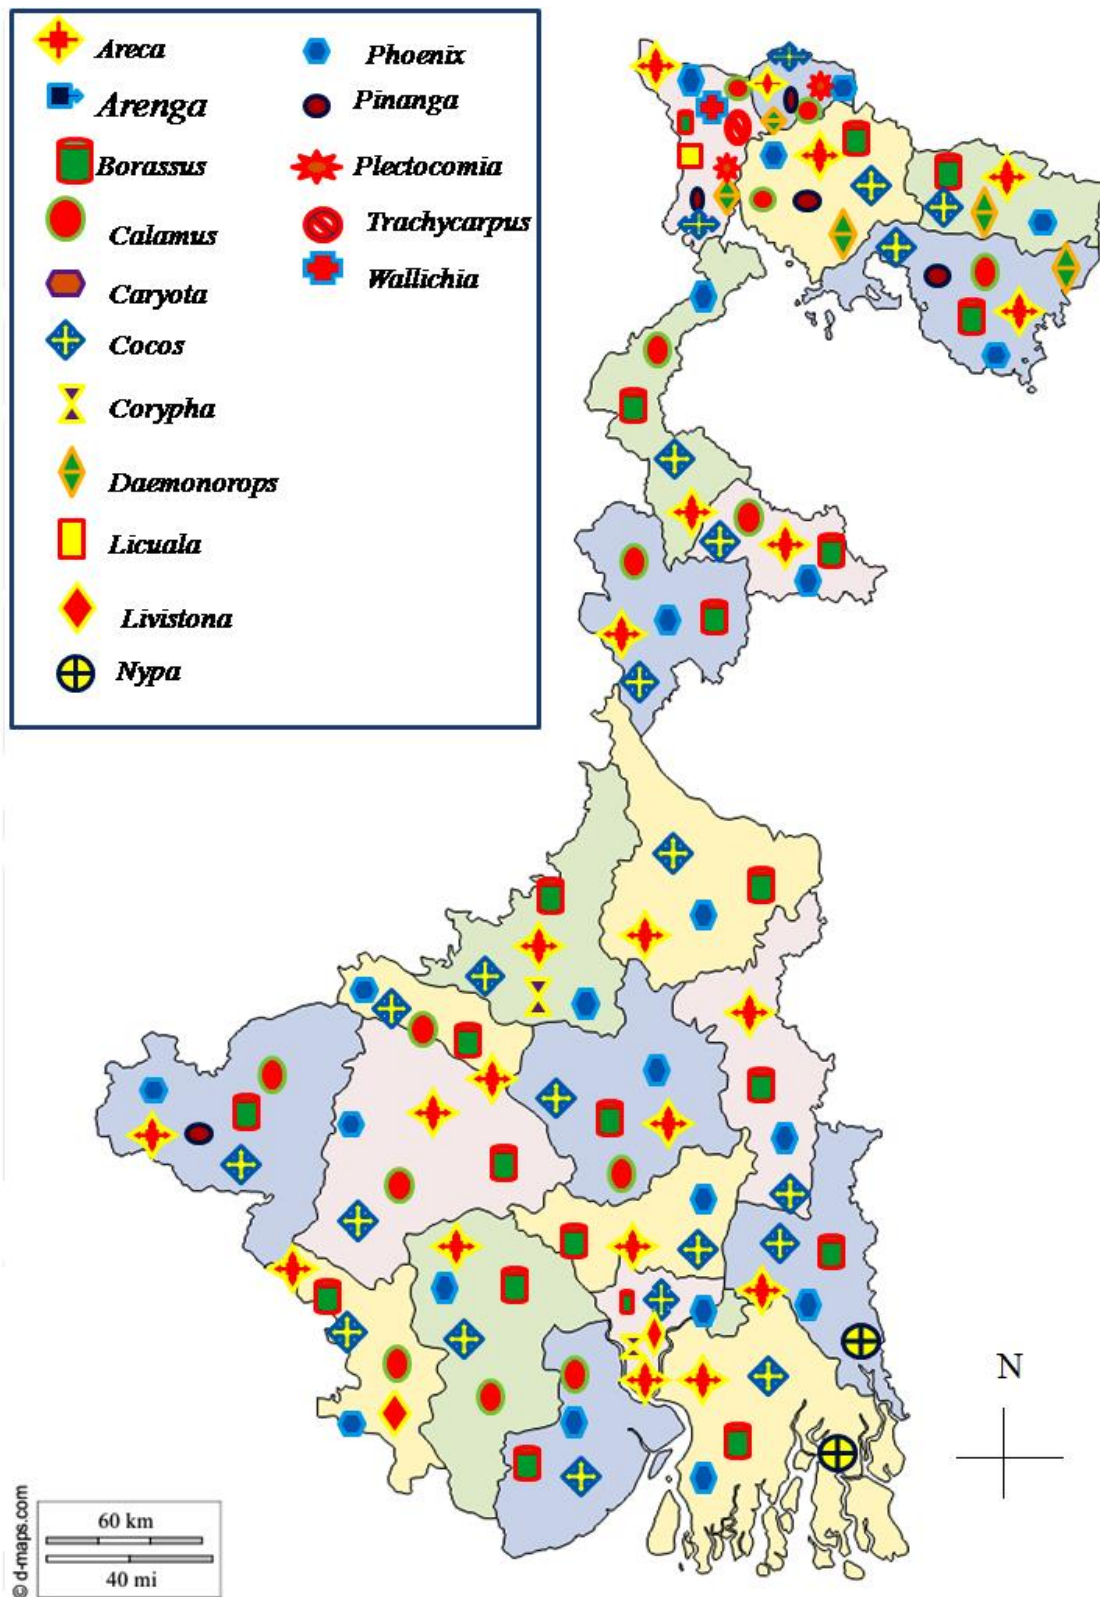 Areca
Arenga
Borassus
Calamus
Caryota
Cocos
Corypha
Daemonorops
Licuala
Livistona
Nypa
Phoenix
Pinanga
Plectocomia
Trachycarpus
Wallichia
N
60 km
40 mi
© d-maps.com